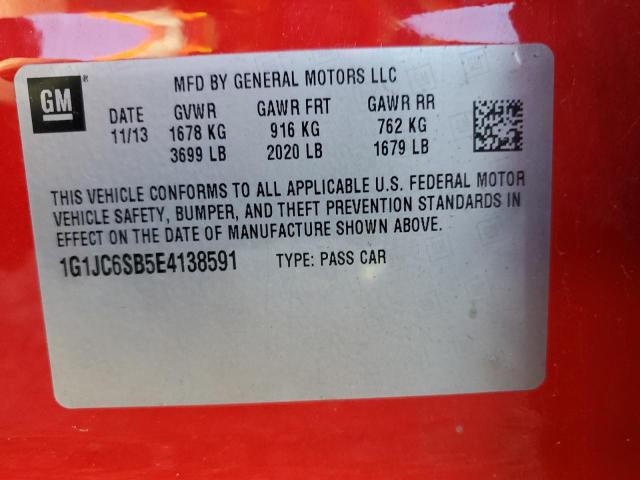 MFD BY GENERAL MOTORS LLC
GM ®
DATE GVWR GAWR FRT GAWR RR
11/13 1678 KG 916 KG 762 KG
3699 LB 2020 LB 1679 LB
THIS VEHICLE CONFORMS TO ALL APPLICABLE U.S. FEDERAL MOTOR
VEHICLE SAFETY, BUMPER, AND THEFT PREVENTION STANDARDS IN
EFFECT ON THE DATE OF MANUFACTURE SHOWN ABOVE.
1G1JC6SB5E4138591 TYPE: PASS CAR